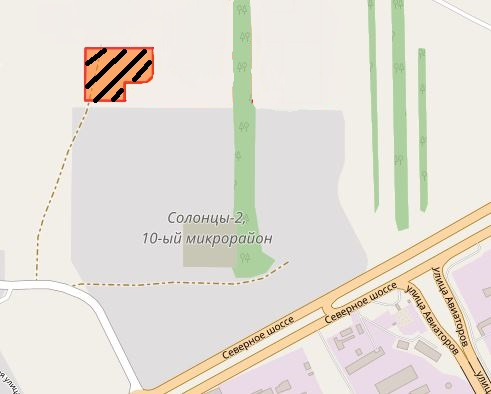 Солонцы-2,
10-ый микрорайон
Северное шоссе
Северное шоссе
улица Авиаторов
улица Авиаторов